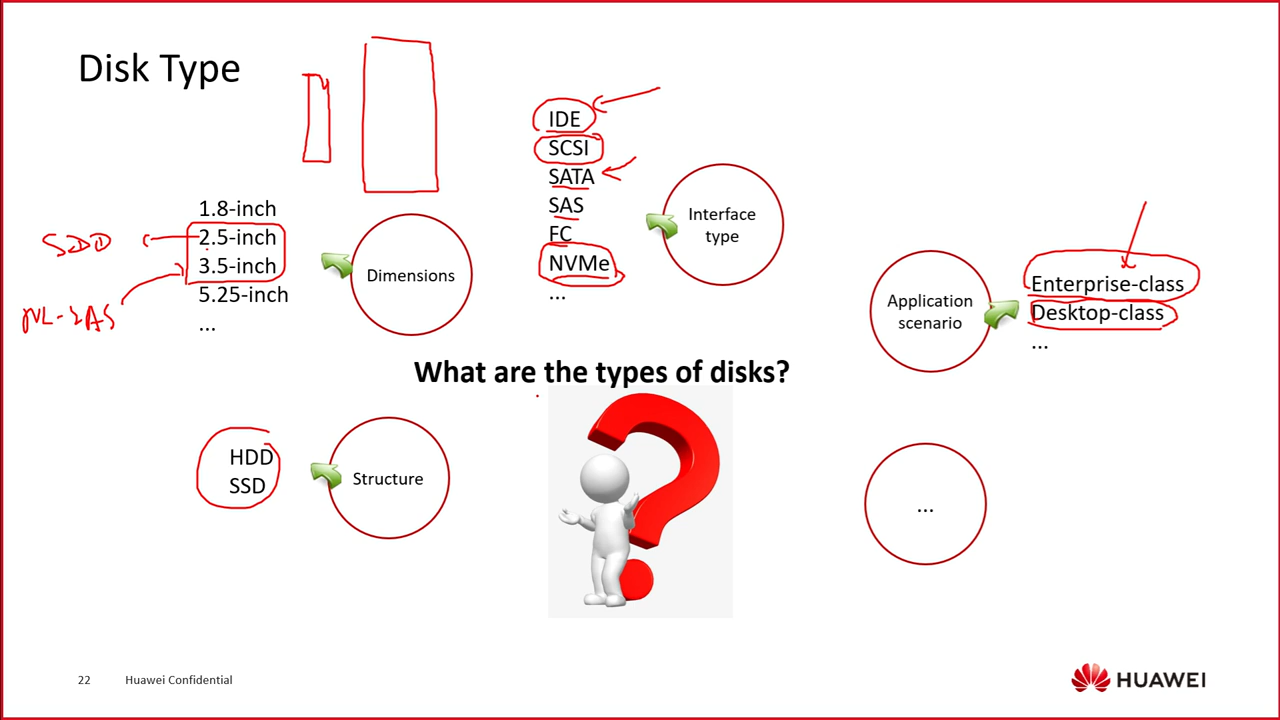 Disk Type
IDE
SCSI
SATA
SAS
FC
NVMe
...
Interface
type
1.8-inch
2.5-inch
3.5-inch
5.25-inch
...
NL-SAS
Dimensions
Application
scenario
Enterprise-class
Desktop-class
...
What are the types of disks?
HDD
SSD
Structure
...
22
Huawei Confidential
HUAWEI